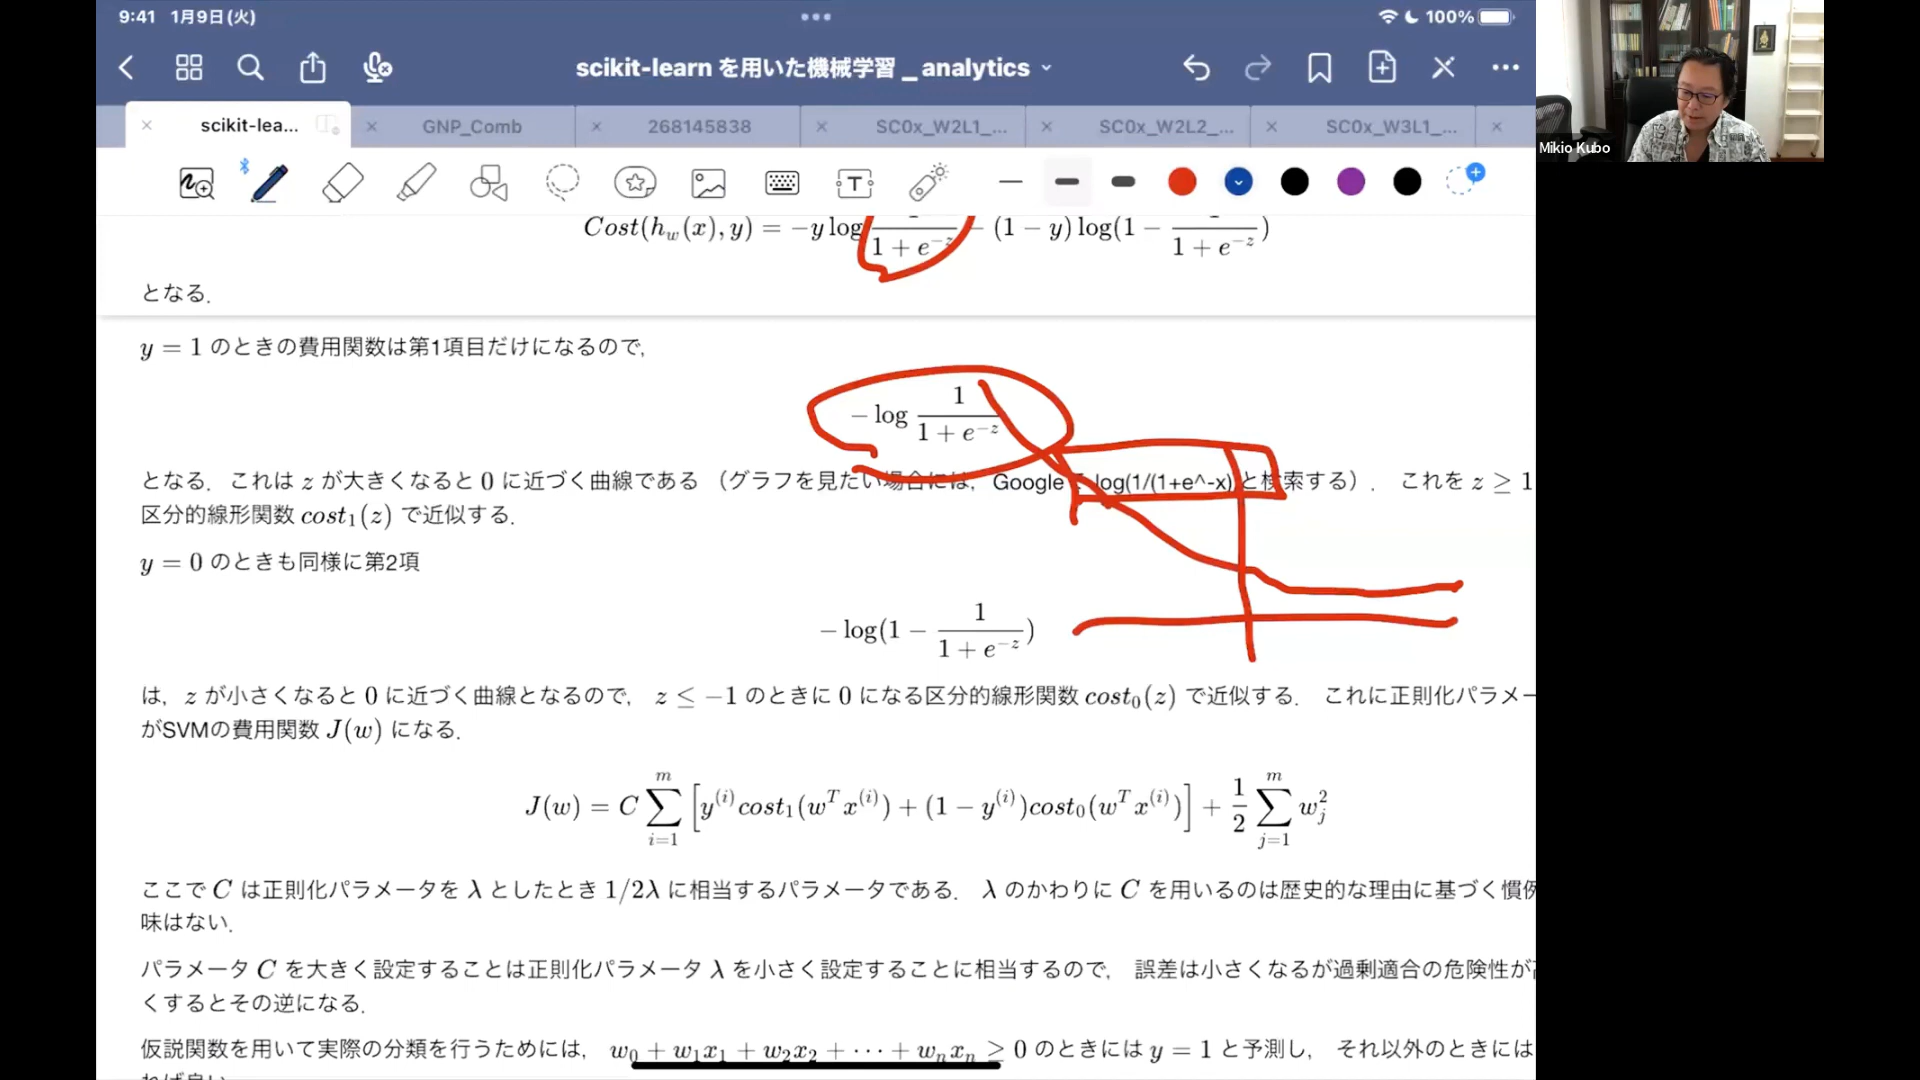 9:41 1月9日(火)
100%
scikit-learn を用いた機械学習 _ analytics
scikit-lea...
GNP_Comb
268145838
SC0x_W2L1_...
SC0x_W2L2_...
SC0x_W3L1_...
Mikio Kubo
Cost(h_w(x), y) = −y log 1/(1 + e^{−z}) − (1 − y) log(1 − 1/(1 + e^{−z}))
となる．
y = 1 のときの費用関数は第1項目だけになるので，
− log 1/(1 + e^{−z})
となる．これは z が大きくなると 0 に近づく曲線である （グラフを見たい場合には，Google log(1/(1+e^-x) と検索する）． これを z ≥ 1
区分的線形関数 cost₁(z) で近似する．
y = 0 のときも同様に第2項
− log(1 − 1/(1 + e^{−z}))
は，z が小さくなると 0 に近づく曲線となるので， z ≤ −1 のときに 0 になる区分的線形関数 cost₀(z) で近似する． これに正則化パラメー
がSVMの費用関数 J(w) になる．
J(w) = C ∑_{i=1}^{m} [y^{(i)}cost₁(w^T x^{(i)}) + (1 − y^{(i)})cost₀(w^T x^{(i)})] + 1/2 ∑_{j=1}^{m} w_j^2
ここで C は正則化パラメータを λ としたとき 1/2λ に相当するパラメータである． λ のかわりに C を用いるのは歴史的な理由に基づく慣例
味はない．
パラメータ C を大きく設定することは正則化パラメータ λ を小さく設定することに相当するので， 誤差は小さくなるが過剰適合の危険性が
くするとその逆になる．
仮説関数を用いて実際の分類を行うためには， w₀ + w₁x₁ + w₂x₂ + ⋯ + wₙxₙ ≥ 0 のときには y = 1 と予測し， それ以外のときには